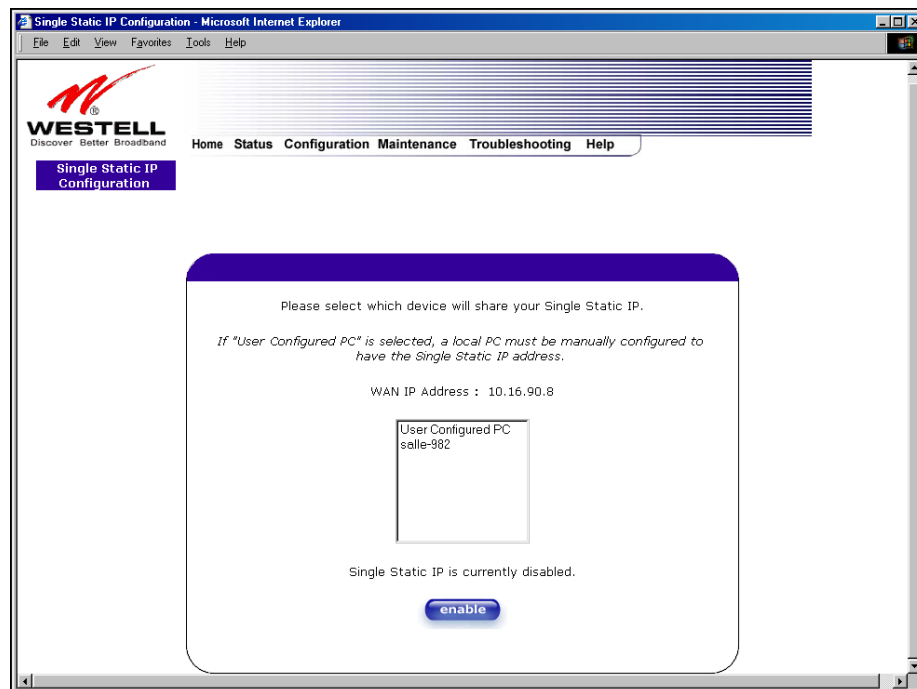 Single Static IP Configuration - Microsoft Internet Explorer
File Edit View Favorites Tools Help
WESTELL
®
Discover Better Broadband
Home Status Configuration Maintenance Troubleshooting Help
Single Static IP
Configuration
Please select which device will share your Single Static IP.
If "User Configured PC" is selected, a local PC must be manually configured to
have the Single Static IP address.
WAN IP Address : 10.16.90.8
User Configured PC
salle-982
Single Static IP is currently disabled.
enable